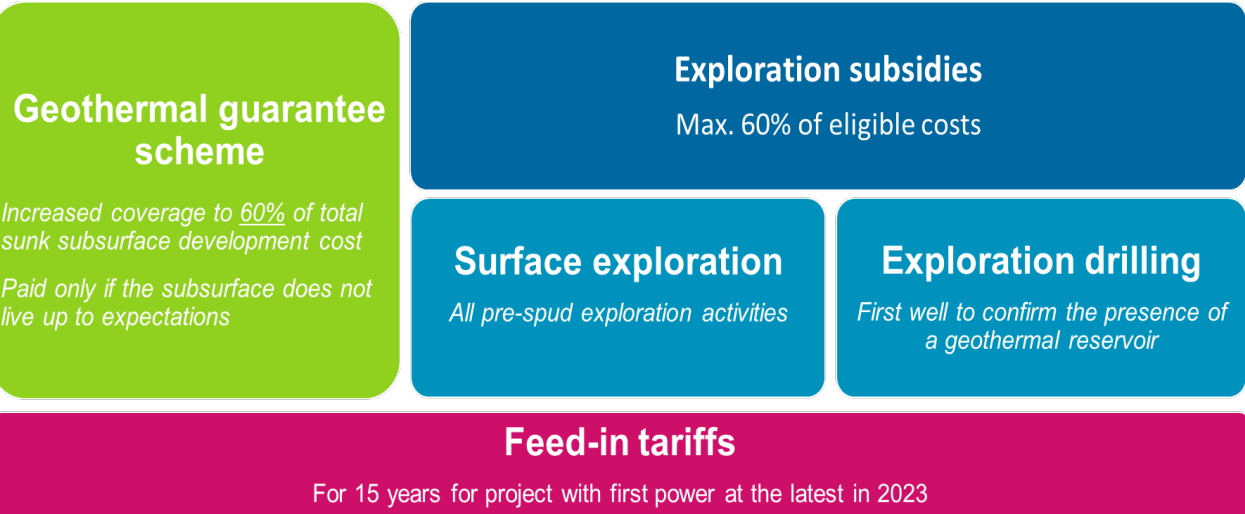 Geothermal guarantee
scheme
Increased coverage to 60% of total
sunk subsurface development cost
Paid only if the subsurface does not
live up to expectations
Exploration subsidies
Max. 60% of eligible costs
Surface exploration
All pre-spud exploration activities
Exploration drilling
First well to confirm the presence of
a geothermal reservoir
Feed-in tariffs
For 15 years for project with first power at the latest in 2023